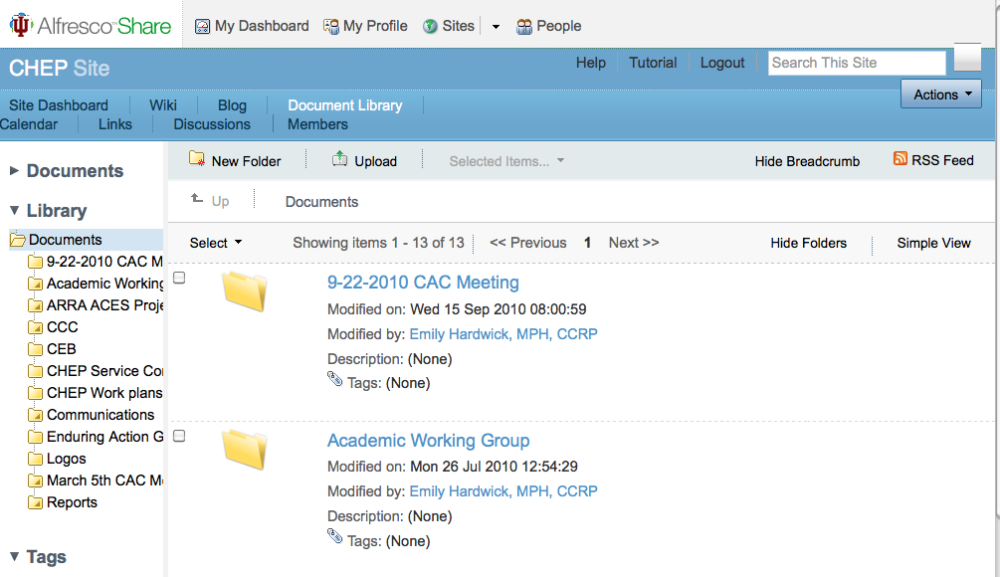 Alfresco™ Share My Dashboard My Profile Sites People
CHEP Site Help Tutorial Logout Search This Site
Actions
Site Dashboard Wiki Blog Document Library
Calendar Links Discussions Members
Documents
Library
Documents
9-22-2010 CAC M
Academic Working
ARRA ACES Proje
CCC
CEB
CHEP Service Co
CHEP Work plans
Communications
Enduring Action G
Logos
March 5th CAC M
Reports
Tags
New Folder Upload Selected Items... Hide Breadcrumb RSS Feed
Up Documents
Select Showing items 1 - 13 of 13 << Previous 1 Next >> Hide Folders Simple View
9-22-2010 CAC Meeting
Modified on: Wed 15 Sep 2010 08:00:59
Modified by: Emily Hardwick, MPH, CCRP
Description: (None)
Tags: (None)
Academic Working Group
Modified on: Mon 26 Jul 2010 12:54:29
Modified by: Emily Hardwick, MPH, CCRP
Description: (None)
Tags: (None)